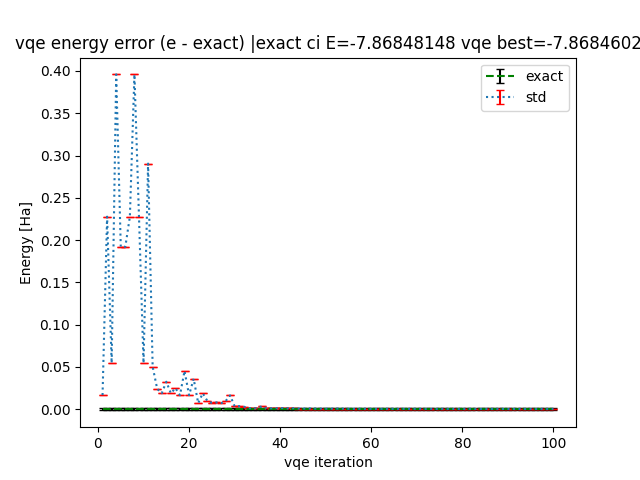 vqe energy error (e - exact) |exact ci E=-7.86848148 vqe best=-7.8684602
exact
std
0.40
0.35
0.30
0.25
0.20
0.15
0.10
0.05
0.00
Energy [Ha]
0 20 40 60 80 100
vqe iteration